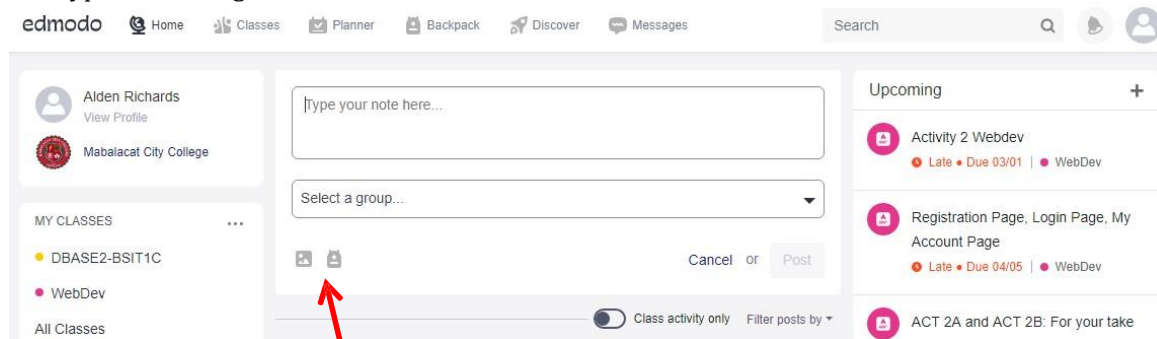 edmodo Home Classes Planner Backpack Discover Messages Search
Alden Richards
View Profile
Mabalacat City College
MY CLASSES ...
DBASE2-BSIT1C
WebDev
All Classes
Type your note here...
Select a group...
Cancel or Post
Class activity only Filter posts by
Upcoming +
Activity 2 Webdev
Late • Due 03/01 | • WebDev
Registration Page, Login Page, My
Account Page
Late • Due 04/05 | • WebDev
ACT 2A and ACT 2B: For your take